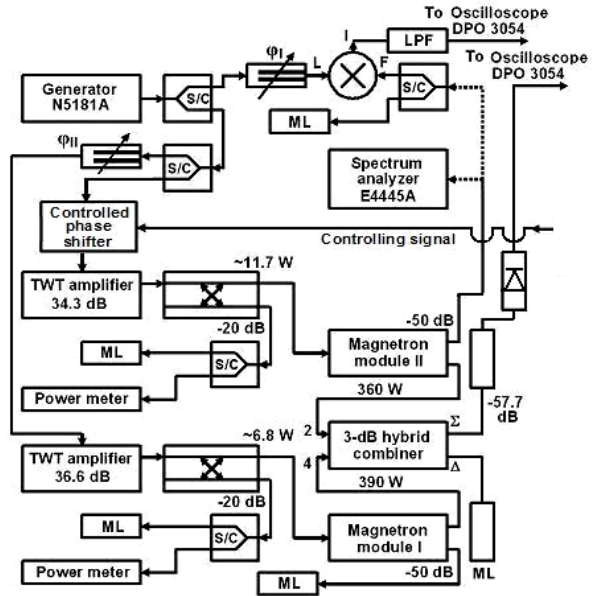 To Oscilloscope
DPO 3054
I
LPF
To Oscilloscope
DPO 3054
φI
L
F
Generator
N5181A
S/C
S/C
ML
φII
S/C
Spectrum
analyzer
E4445A
Controlled
phase
shifter
Controlling signal
TWT amplifier
34.3 dB
~11.7 W
-20 dB
-50 dB
ML
S/C
Magnetron
module II
Power meter
360 W
-57.7
dB
2
3-dB hybrid
combiner
Σ
4
Δ
TWT amplifier
36.6 dB
~6.8 W
390 W
-20 dB
ML
S/C
Magnetron
module I
Power meter
-50 dB
ML
ML